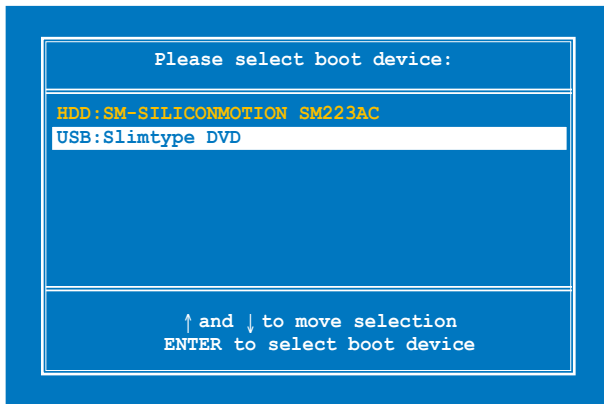 Please select boot device:
HDD:SM-SILICONMOTION SM223AC
USB:Slimtype DVD
↑ and ↓ to move selection
ENTER to select boot device